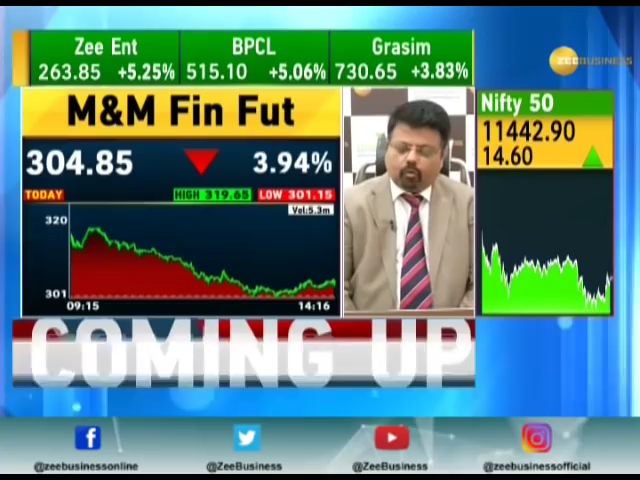 Zee Ent
263.85 +5.25%
BPCL
515.10 +5.06%
Grasim
730.65 +3.83%
ZEEBUSINESS
M&M Fin Fut
304.85 3.94%
TODAY HIGH 319.65 LOW 301.15
Vol:5.3m
320
301
09:15 14:16
Nifty 50
11442.90
14.60
COMING UP
@zeebusinessonline
@ZeeBusiness
@ZeeBusiness
@zeebusinessofficial